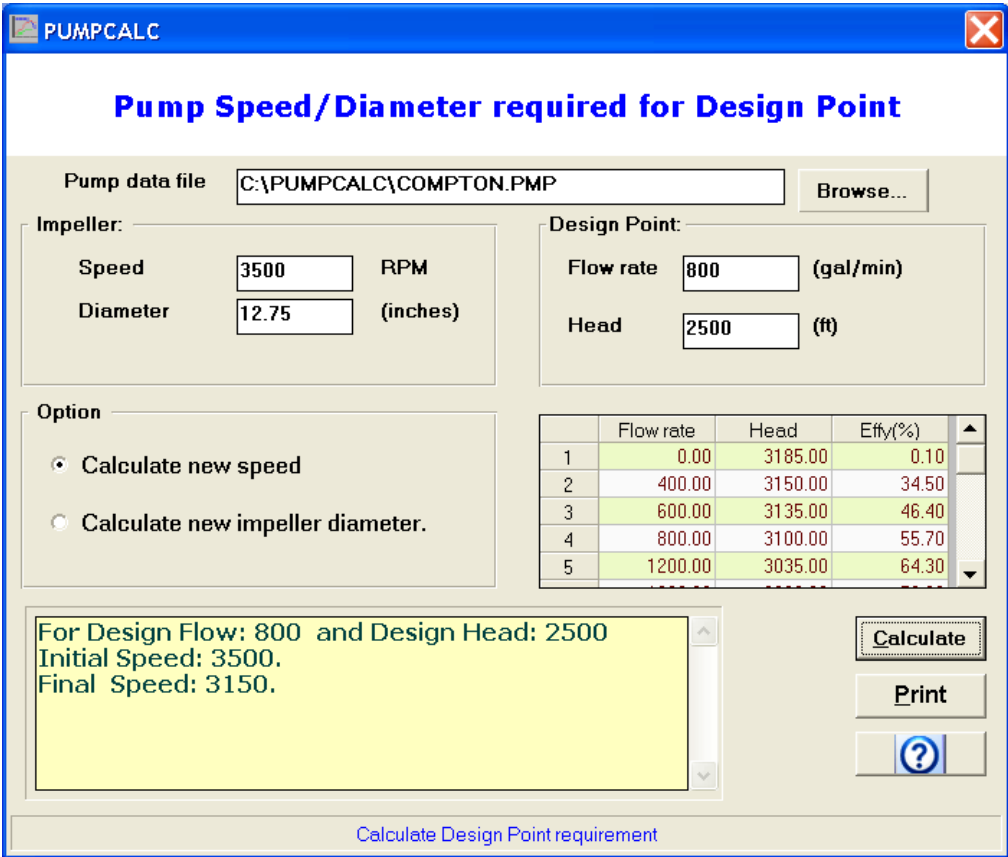 PUMPCALC
Pump Speed/Diameter required for Design Point
Pump data file C:\PUMPCALC\COMPTON.PMP Browse...
Impeller:
Speed 3500 RPM
Diameter 12.75 (inches)
Design Point:
Flow rate 800 (gal/min)
Head 2500 (ft)
Option
Calculate new speed
Calculate new impeller diameter.
Flow rate Head Effy(%)
1 0.00 3185.00 0.10
2 400.00 3150.00 34.50
3 600.00 3135.00 46.40
4 800.00 3100.00 55.70
5 1200.00 3035.00 64.30
For Design Flow: 800 and Design Head: 2500
Initial Speed: 3500.
Final Speed: 3150.
Calculate
Print
?
Calculate Design Point requirement